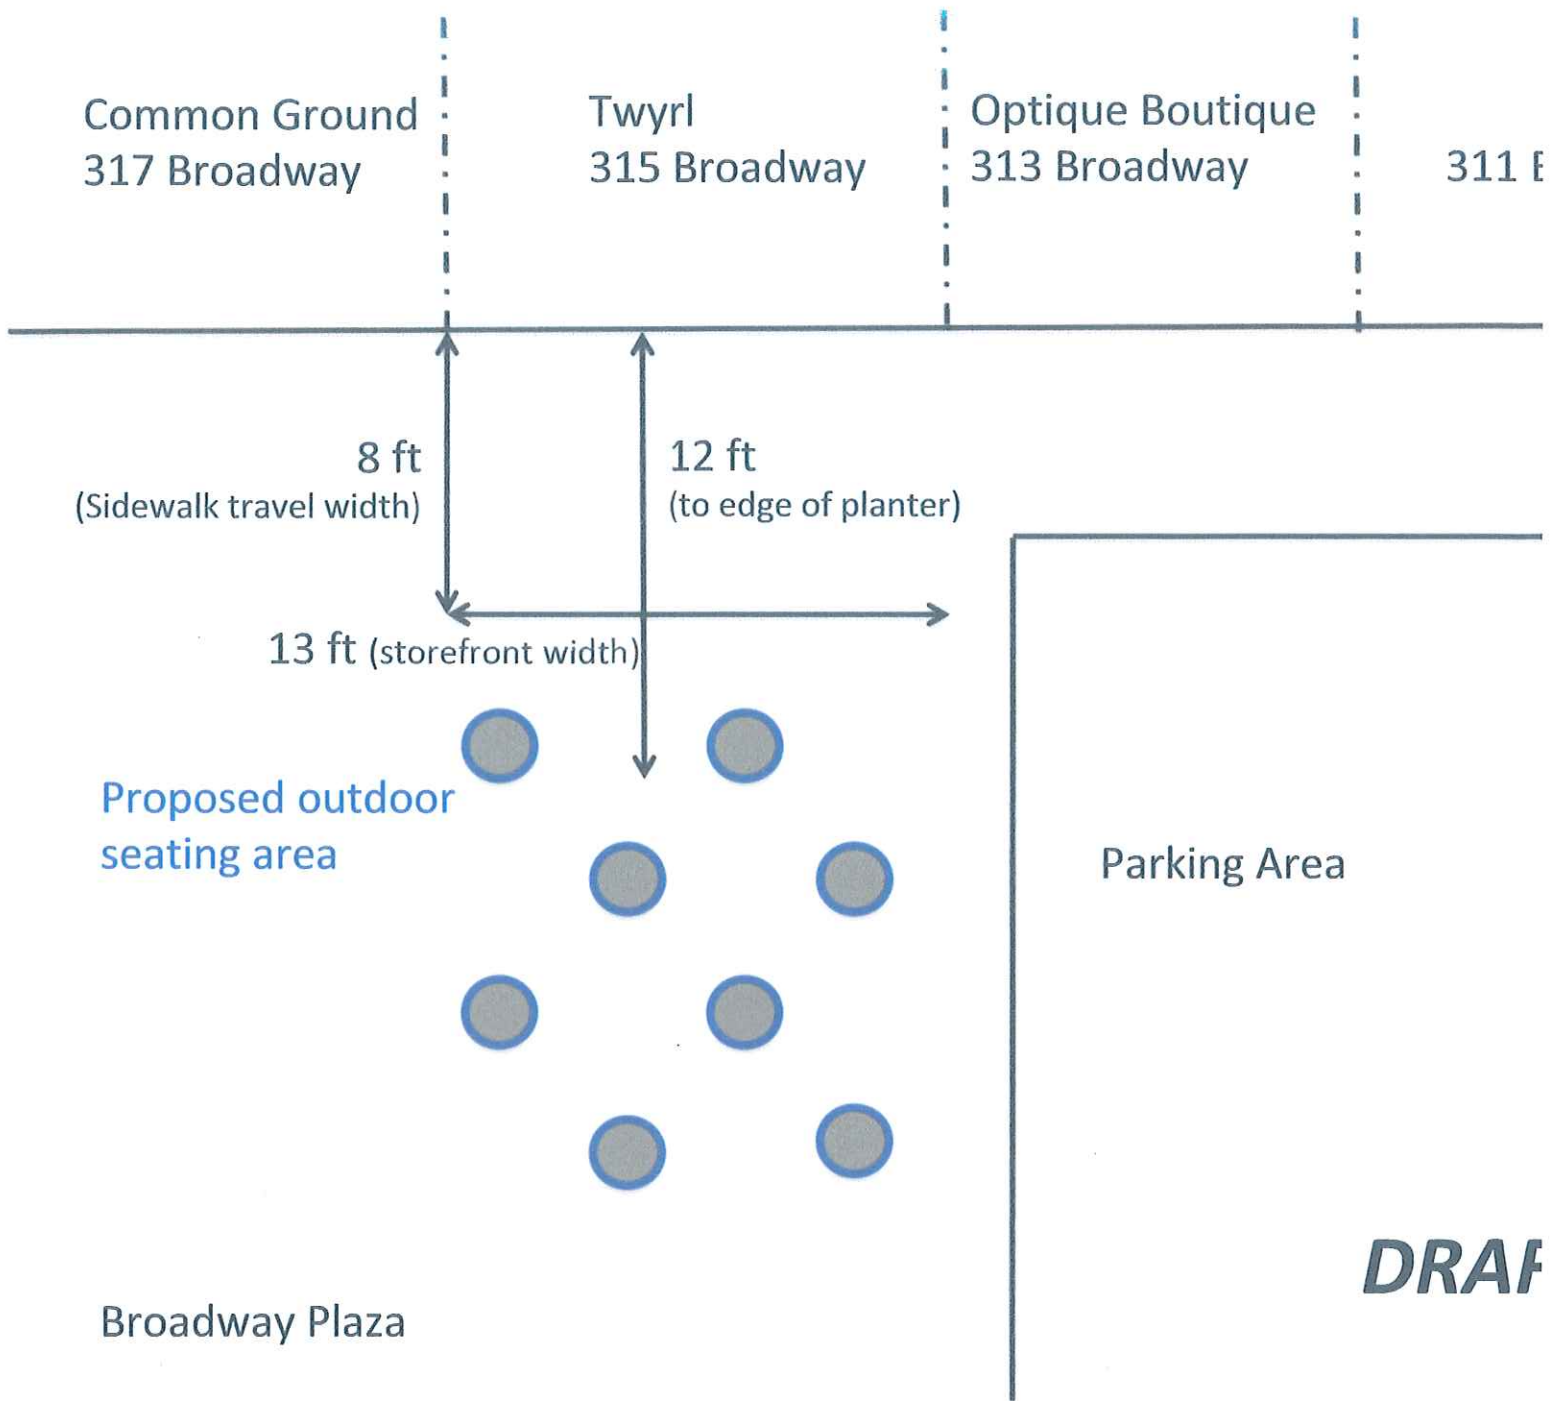 Common Ground
317 Broadway
Twyrl
315 Broadway
Optique Boutique
313 Broadway
311
8 ft
(Sidewalk travel width)
12 ft
(to edge of planter)
13 ft (storefront width)
Proposed outdoor
seating area
Parking Area
Broadway Plaza